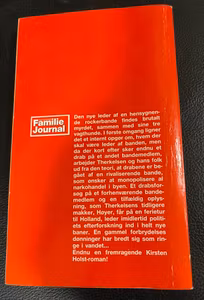 Familie
Journal
Den nye leder af en hermygnen-
de rockerbande findes brutalt
myrdet, sammen med sine tre
vagthunde. I første omgang ligner
det et internt opgør om, hvem der
skal være leder af banden, men
da der kort efter sker endnu et
drab på et andet bandemedlem,
arbejder Therkelsen og hans folk
ud fra den teori, at drabene er be-
gået af en rivaliserende bande,
som ønsker at monopolisere al
narkohandel i byen. Et drabsfor-
søg på et forhenværende bande-
medlem og en tilfældig oplys-
ning, som Therkelsens tidligere
makker, Høyer, får på en ferietur
til Holland, leder imidlertid politi-
ets efterforskning ind i helt nye
baner. En gammel forbrydelses
dønninger har bredt sig som rin-
ge i vandet...
Endnu en fremragende Kirsten
Holst-roman!